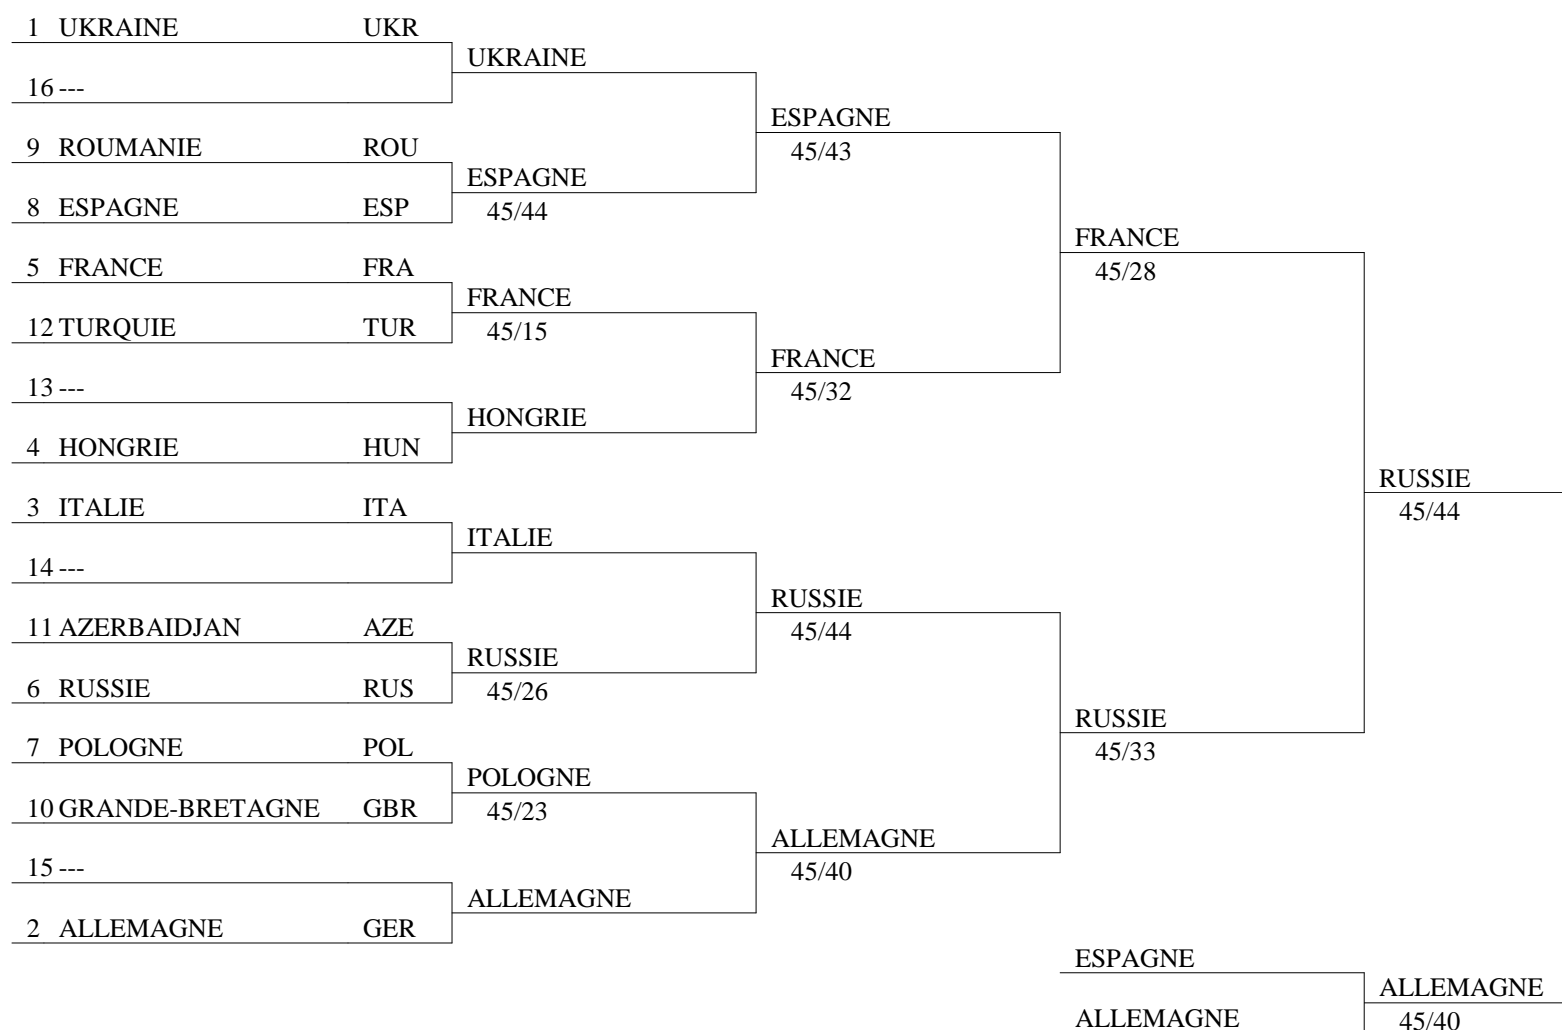 1 UKRAINE UKR
UKRAINE
16 ---
ESPAGNE
45/43
9 ROUMANIE ROU
ESPAGNE
45/44
8 ESPAGNE ESP
FRANCE
45/28
5 FRANCE FRA
FRANCE
45/15
12 TURQUIE TUR
FRANCE
45/32
13 ---
HONGRIE
4 HONGRIE HUN
RUSSIE
45/44
3 ITALIE ITA
ITALIE
14 ---
RUSSIE
45/44
11 AZERBAIDJAN AZE
RUSSIE
45/26
6 RUSSIE RUS
RUSSIE
45/33
7 POLOGNE POL
POLOGNE
45/23
10 GRANDE-BRETAGNE GBR
ALLEMAGNE
45/40
15 ---
ALLEMAGNE
2 ALLEMAGNE GER
ESPAGNE
ALLEMAGNE
45/40
ALLEMAGNE